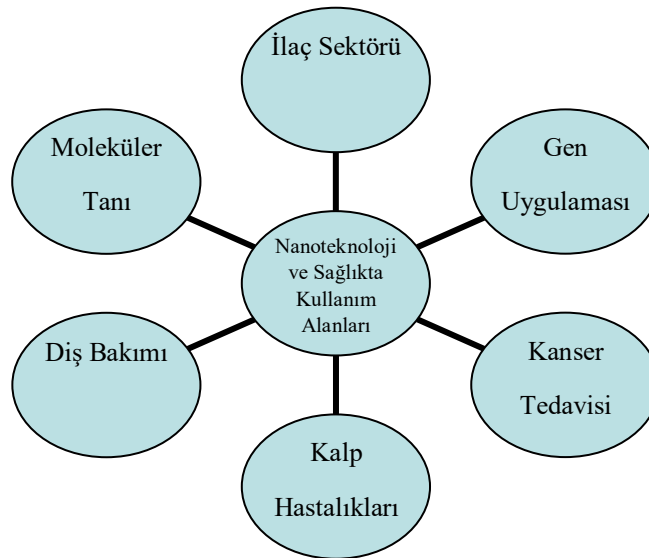 İlaç Sektörü
Moleküler
Tanı
Gen
Uygulaması
Nanoteknoloji
ve Sağlıkta
Kullanım
Alanları
Diş Bakımı
Kanser
Tedavisi
Kalp
Hastalıkları